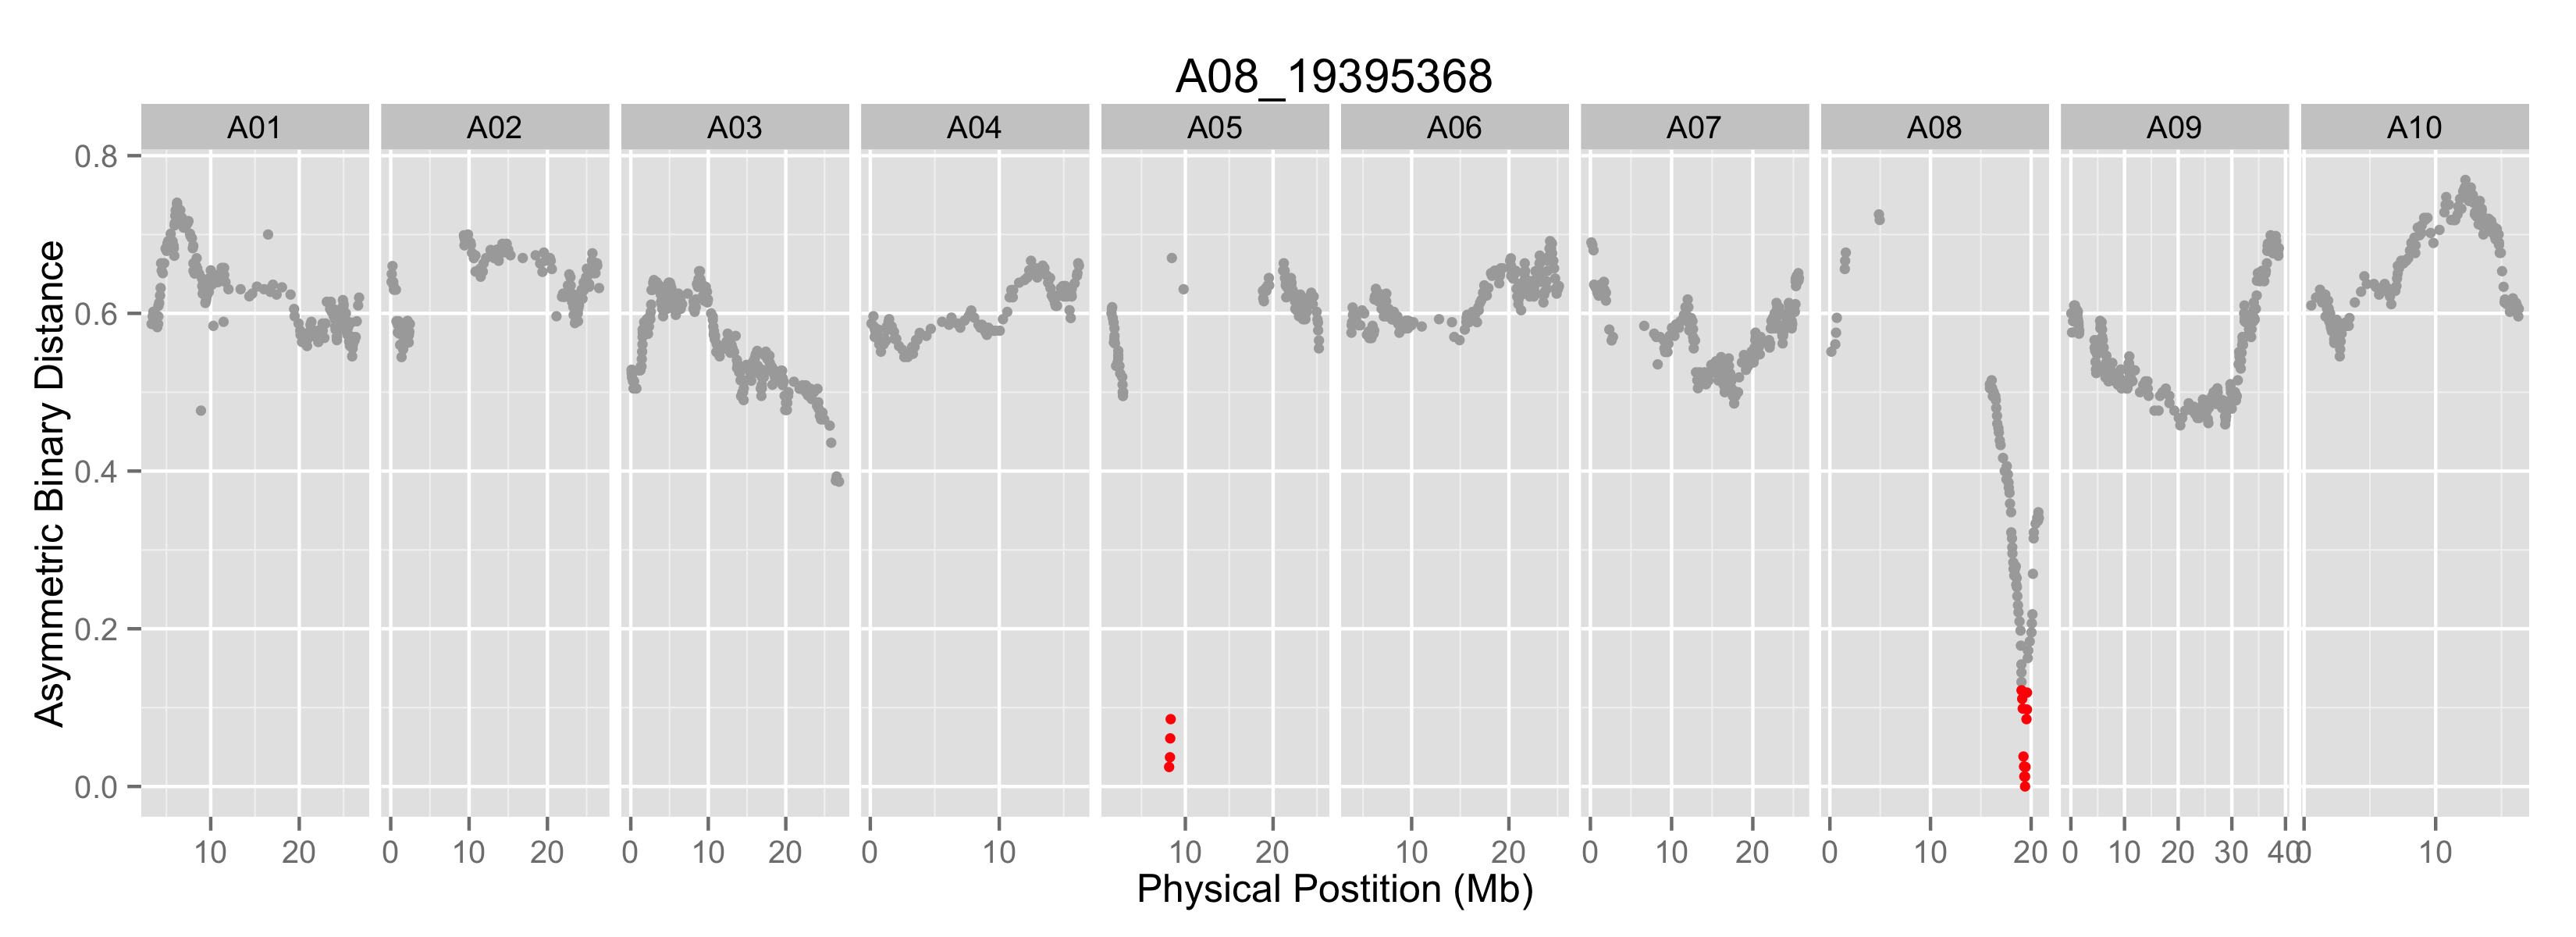 A08_19395368
A01 A02 A03 A04 A05 A06 A07 A08 A09 A10
0.8
0.6
0.4
0.2
0.0
Asymmetric Binary Distance
10 20 0 10 20 0 10 20 0 10 10 20 10 20 0 10 20 0 10 20 0 10 20 30 40 0 10
Physical Postition (Mb)